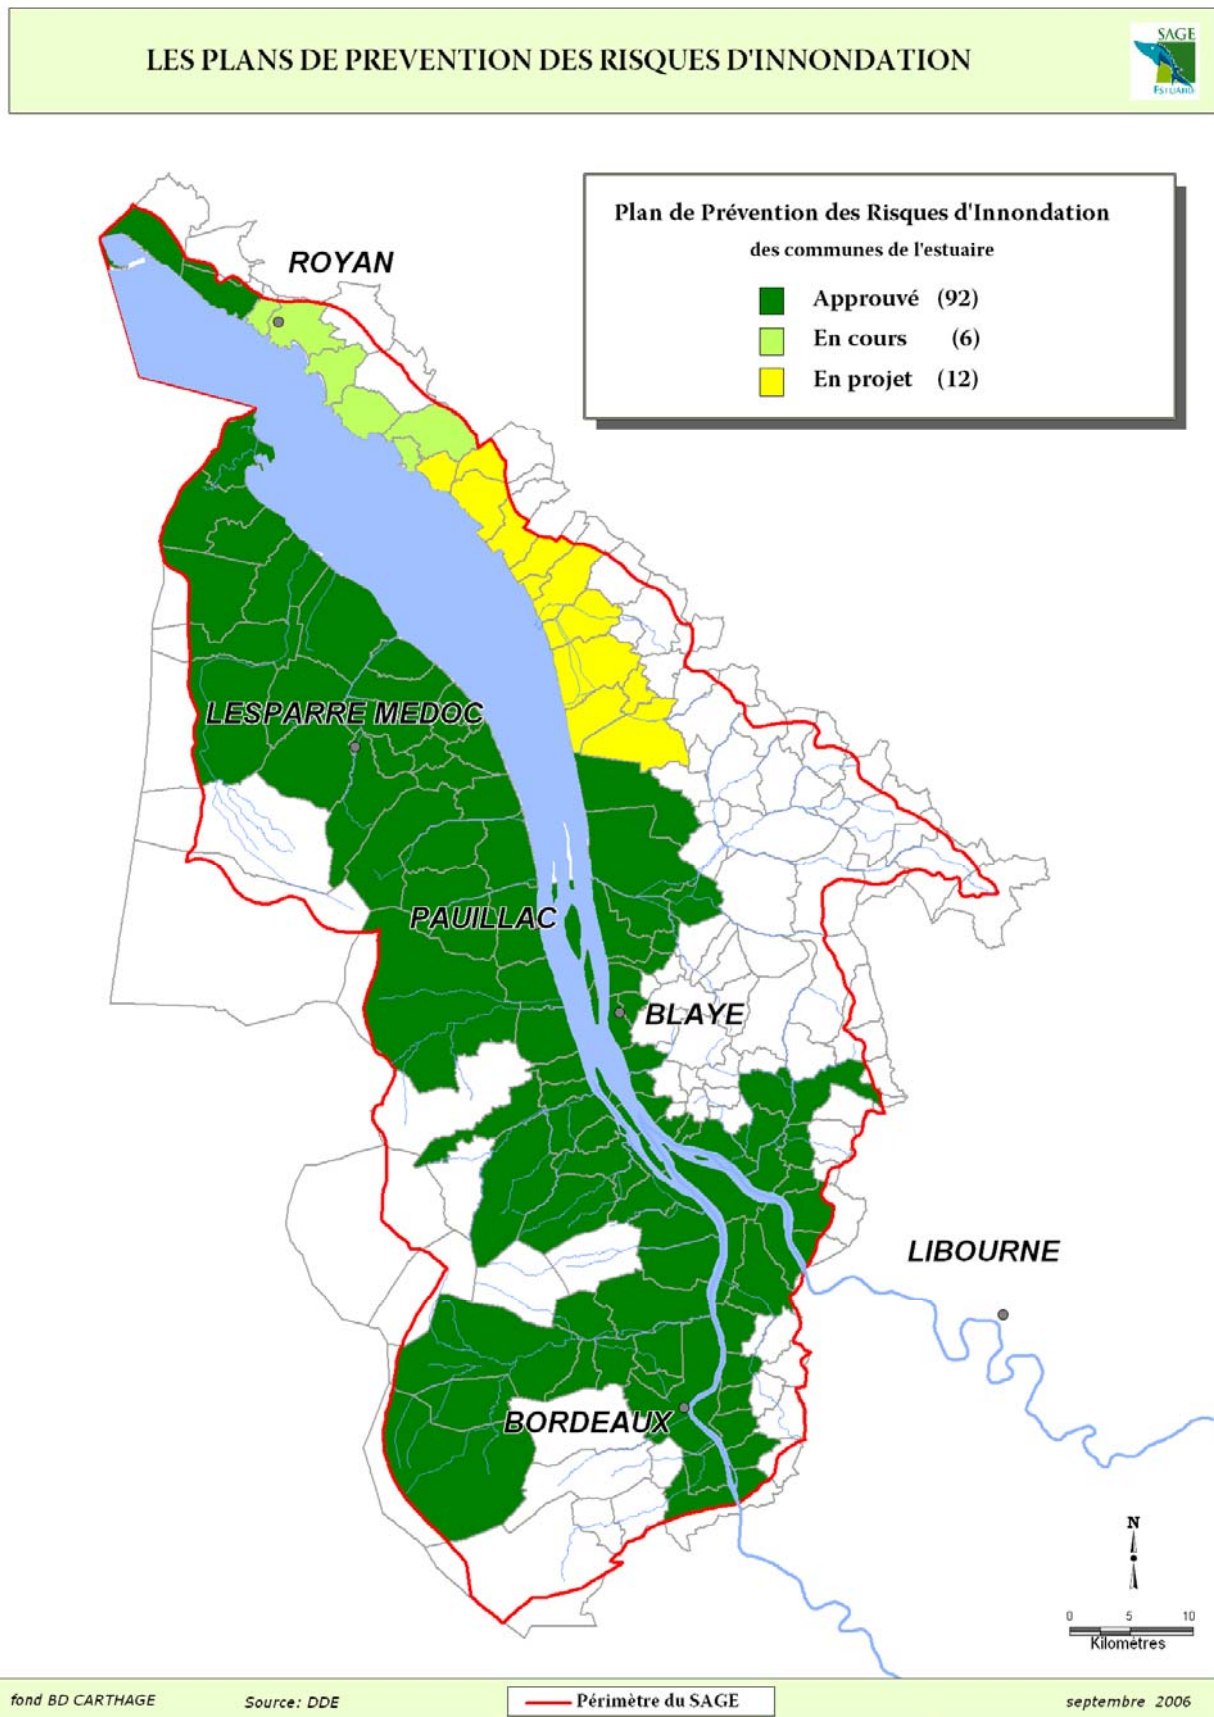 LES PLANS DE PREVENTION DES RISQUES D'INNONDATION
SAGE
ESTUAIRE
Plan de Prévention des Risques d'Innondation
des communes de l'estuaire
Approuvé (92)
En cours (6)
En projet (12)
ROYAN
LESPARRE MEDOC
PAUILLAC
BLAYE
LIBOURNE
BORDEAUX
N
0 5 10
Kilomètres
fond BD CARTHAGE
Source: DDE
Périmètre du SAGE
septembre 2006